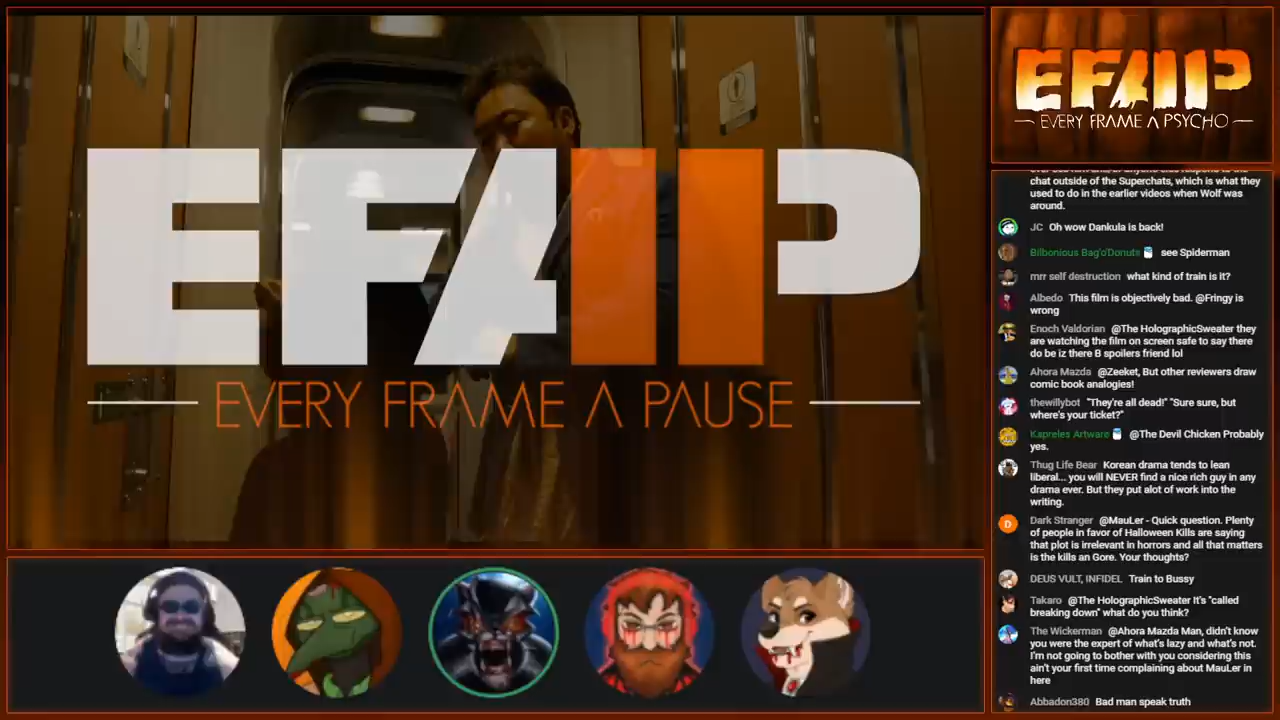 EFAIIP
EVERY FRAME A PAUSE
EFAIIP
EVERY FRAME A PSYCHO
chat outside of the Superchats, which is what they
used to do in the earlier videos when Wolf was
around.
JC Oh wow Dankula is back!
Bilbonious Bag'o'Donuts see Spiderman
mrr self destruction what kind of train is it?
Albedo This film is objectively bad. @Fringy is
wrong
Enoch Valdorian @The HolographicSweater they
are watching the film on screen safe to say there
do be iz there B spoilers friend lol
Ahora Mazda @Zeeket, But other reviewers draw
comic book analogies!
thewillybot "They're all dead!" "Sure sure, but
where's your ticket?"
Kapreles Artware @The Devil Chicken Probably
yes.
Thug Life Bear Korean drama tends to lean
liberal... you will NEVER find a nice rich guy in any
drama ever. But they put alot of work into the
writing.
D
Dark Stranger @MauLer - Quick question. Plenty
of people in favor of Halloween Kills are saying
that plot is irrelevant in horrors and all that matters
is the kills an Gore. Your thoughts?
DEUS VULT, INFIDEL Train to Bussy
Takaro @The HolographicSweater It's "called
breaking down" what do you think?
The Wickerman @Ahora Mazda Man, didn't know
you were the expert of what's lazy and what's not.
I'm not going to bother with you considering this
ain't your first time complaining about MauLer in
here
Abbadon380 Bad man speak truth